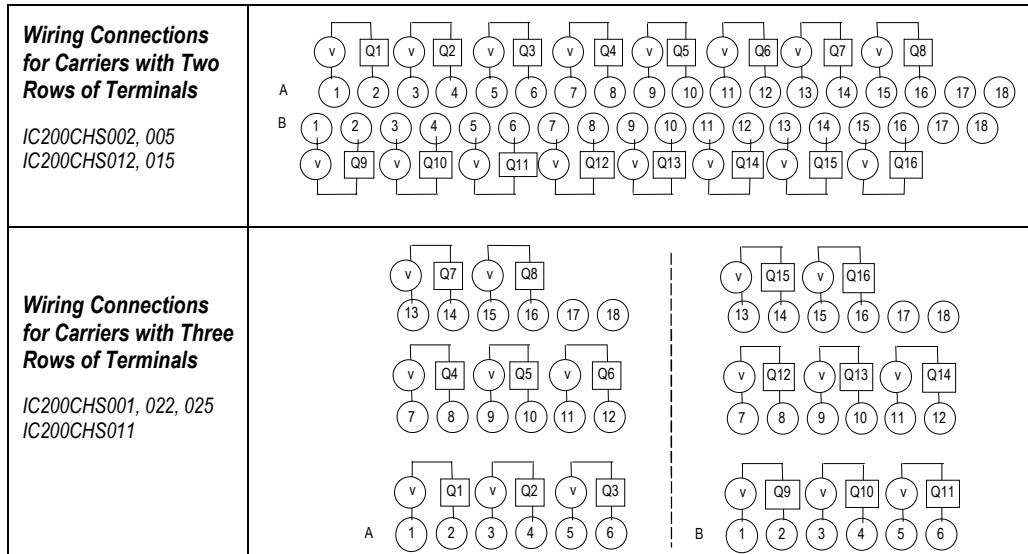 Wiring Connections
for Carriers with Two
Rows of Terminals
IC200CHS002, 005
IC200CHS012, 015
v Q1 v Q2 v Q3 v Q4 v Q5 v Q6 v Q7 v Q8
A 1 2 3 4 5 6 7 8 9 10 11 12 13 14 15 16 17 18
B 1 2 3 4 5 6 7 8 9 10 11 12 13 14 15 16 17 18
v Q9 v Q10 v Q11 v Q12 v Q13 v Q14 v Q15 v Q16
Wiring Connections
for Carriers with Three
Rows of Terminals
IC200CHS001, 022, 025
IC200CHS011
v Q7 v Q8
13 14 15 16 17 18
v Q4 v Q5 v Q6
7 8 9 10 11 12
v Q1 v Q2 v Q3
A 1 2 3 4 5 6
v Q15 v Q16
13 14 15 16 17 18
v Q12 v Q13 v Q14
7 8 9 10 11 12
v Q9 v Q10 v Q11
B 1 2 3 4 5 6